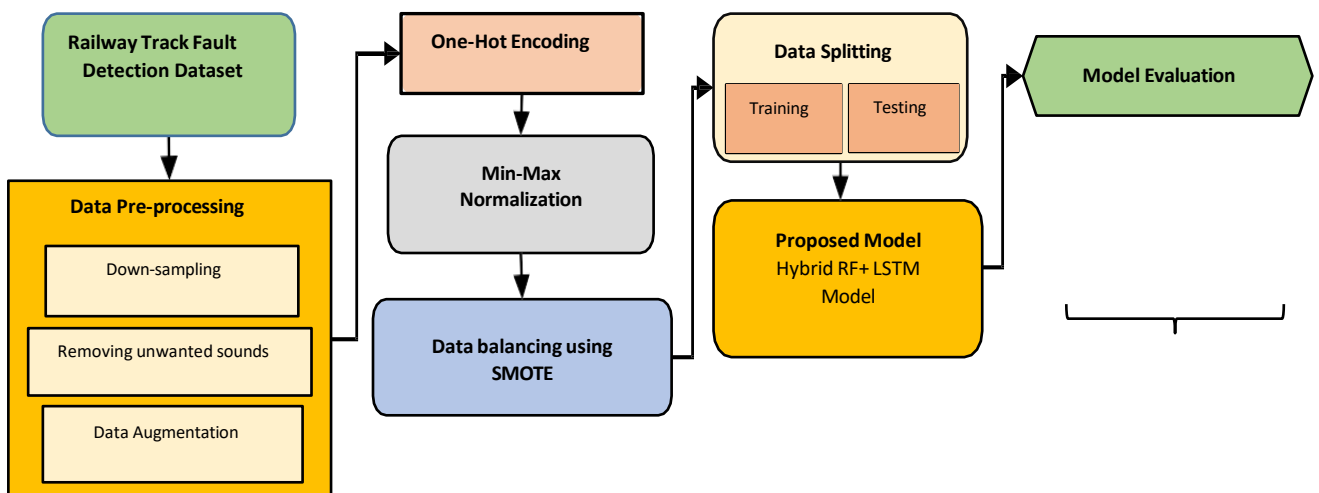 Railway Track Fault
Detection Dataset
Data Pre-processing
Down-sampling
Removing unwanted sounds
Data Augmentation
One-Hot Encoding
Min-Max
Normalization
Data balancing using
SMOTE
Data Splitting
Training
Testing
Proposed Model
Hybrid RF+ LSTM
Model
Model Evaluation